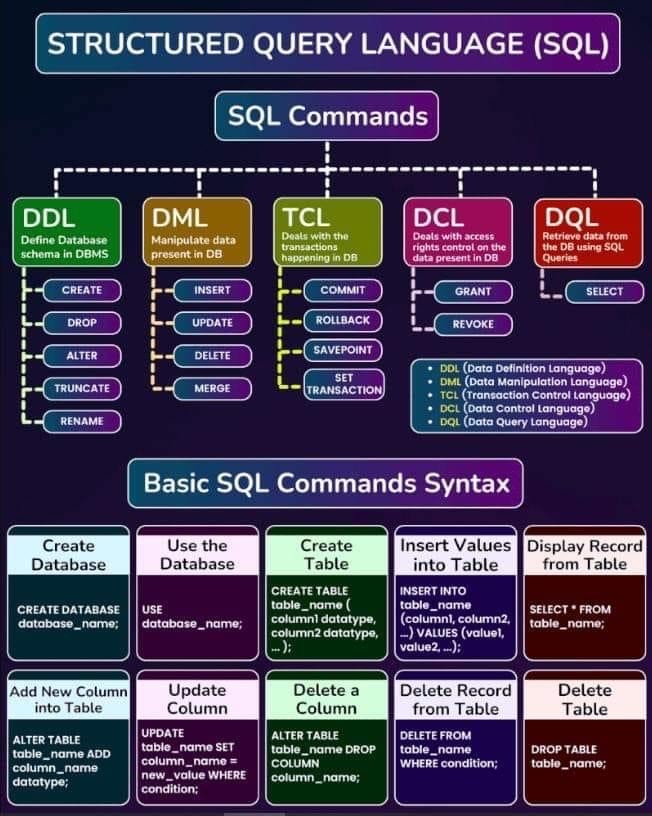 STRUCTURED QUERY LANGUAGE (SQL)
SQL Commands
DDL
Define Database
schema in DBMS
CREATE
DROP
ALTER
TRUNCATE
RENAME
DML
Manipulate data
present in DB
INSERT
UPDATE
DELETE
MERGE
TCL
Deals with the
transactions
happening in DB
COMMIT
ROLLBACK
SAVEPOINT
SET
TRANSACTION
DCL
Deals with access
rights control on the
data present in DB
GRANT
REVOKE
DQL
Retrieve data from
the DB using SQL
Queries
SELECT
• DDL (Data Definition Language)
• DML (Data Manipulation Language)
• TCL (Transaction Control Language)
• DCL (Data Control Language)
• DQL (Data Query Language)
Basic SQL Commands Syntax
Create
Database
CREATE DATABASE
database_name;
Use the
Database
USE
database_name;
Create
Table
CREATE TABLE
table_name (
column1 datatype,
column2 datatype,
... );
Insert Values
into Table
INSERT INTO
table_name
(column1, column2,
...) VALUES (value1,
value2, ...);
Display Record
from Table
SELECT * FROM
table_name;
Add New Column
into Table
ALTER TABLE
table_name ADD
column_name
datatype;
Update
Column
UPDATE
table_name SET
column_name =
new_value WHERE
condition;
Delete a
Column
ALTER TABLE
table_name DROP
COLUMN
column_name;
Delete Record
from Table
DELETE FROM
table_name
WHERE condition;
Delete
Table
DROP TABLE
table_name;